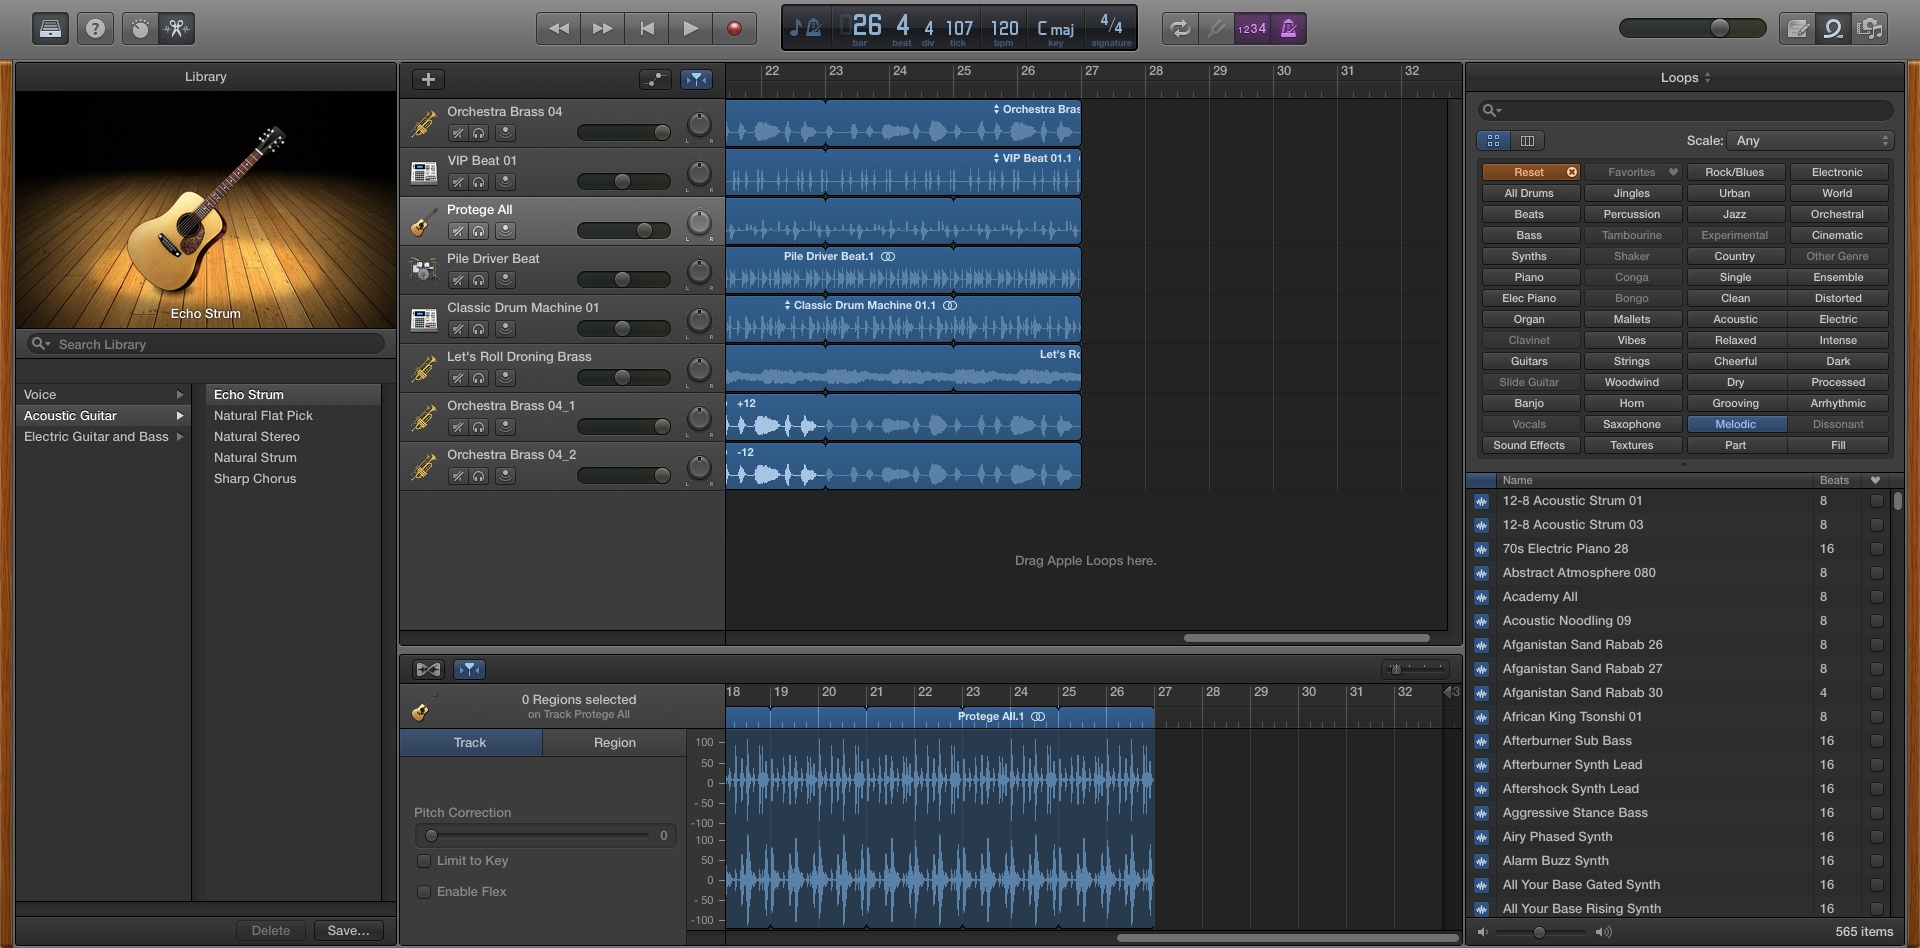 1234
26 4 4 107 120 C maj 4/4
bar beat div tick bpm key signature
Library
Echo Strum
Search Library
Voice
Acoustic Guitar
Electric Guitar and Bass
Echo Strum
Natural Flat Pick
Natural Stereo
Natural Strum
Sharp Chorus
Delete Save...
22 23 24 25 26 27 28 29 30 31 32
Orchestra Brass 04
L R
Orchestra Bras
VIP Beat 01
L R
VIP Beat 01.1
Protege All
L R
Pile Driver Beat
L R
Pile Driver Beat.1
Classic Drum Machine 01
L R
Classic Drum Machine 01.1
Let's Roll Droning Brass
L R
Let's Ro
Orchestra Brass 04_1
L R
+12
Orchestra Brass 04_2
L R
-12
Drag Apple Loops here.
18 19 20 21 22 23 24 25 26 27 28 29 30 31 32 3
0 Regions selected
on Track Protege All
Protege All.1
Track Region
Pitch Correction
0
Limit to Key
Enable Flex
100
50
0
- 50
-100
100
50
0
- 50
-100
Loops
Scale: Any
Reset Favorites Rock/Blues Electronic
All Drums Jingles Urban World
Beats Percussion Jazz Orchestral
Bass Tambourine Experimental Cinematic
Synths Shaker Country Other Genre
Piano Conga Single Ensemble
Elec Piano Bongo Clean Distorted
Organ Mallets Acoustic Electric
Clavinet Vibes Relaxed Intense
Guitars Strings Cheerful Dark
Slide Guitar Woodwind Dry Processed
Banjo Horn Grooving Arrhythmic
Vocals Saxophone Melodic Dissonant
Sound Effects Textures Part Fill
Name Beats
12-8 Acoustic Strum 01 8
12-8 Acoustic Strum 03 8
70s Electric Piano 28 16
Abstract Atmosphere 080 8
Academy All 8
Acoustic Noodling 09 8
Afganistan Sand Rabab 26 8
Afganistan Sand Rabab 27 8
Afganistan Sand Rabab 30 4
African King Tsonshi 01 8
Afterburner Sub Bass 16
Afterburner Synth Lead 16
Aftershock Synth Lead 16
Aggressive Stance Bass 16
Airy Phased Synth 16
Alarm Buzz Synth 16
All Your Base Gated Synth 16
All Your Base Rising Synth 16
565 items